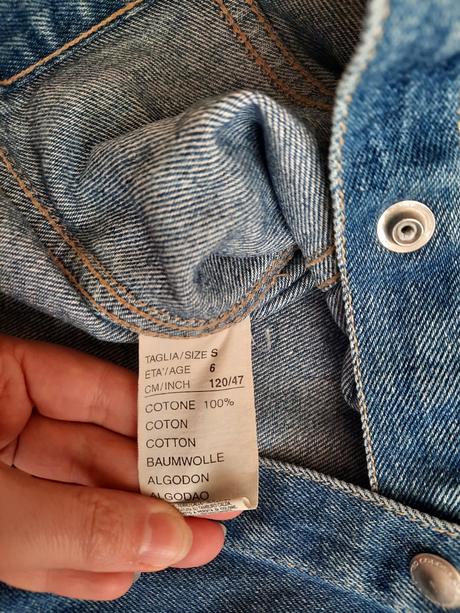 TAGLIA/SIZE S
ETA'/AGE 6
CM/INCH 120/47
COTONE 100%
COTON
COTTON
BAUMWOLLE
ALGODON
ALGODAO